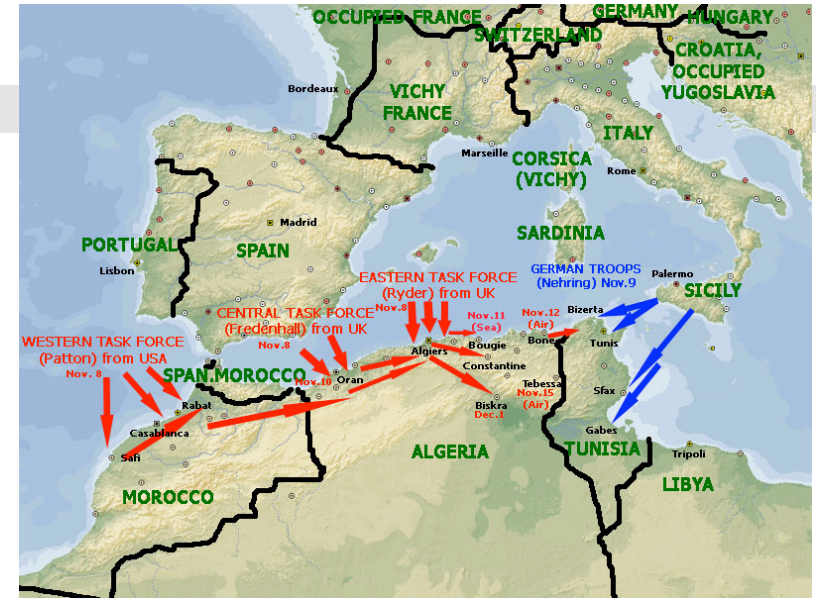 OCCUPIED FRANCE
GERMANY
HUNGARY
SWITZERLAND
CROATIA,
OCCUPIED
YUGOSLAVIA
Bordeaux
VICHY
FRANCE
ITALY
Marseille
CORSICA
(VICHY)
Rome
Madrid
PORTUGAL
SPAIN
Lisbon
SARDINIA
EASTERN TASK FORCE
(Ryder) from UK
Nov.8
GERMAN TROOPS
(Nehring) Nov.9
Palermo
SICILY
CENTRAL TASK FORCE
(Fredenhall) from UK
Nov.8
Nov.11
(Sea)
Nov.12
(Air)
Bizerta
WESTERN TASK FORCE
(Patton) from USA
Nov. 8
Algiers
Bougie
Bone
Tunis
Constantine
SPAN.MOROCCO
Nov.10
Oran
Tebessa
Nov.15
(Air)
Sfax
Rabat
Biskra
Dec.1
Casablanca
Gabes
Safi
ALGERIA
TUNISIA
Tripoli
MOROCCO
LIBYA